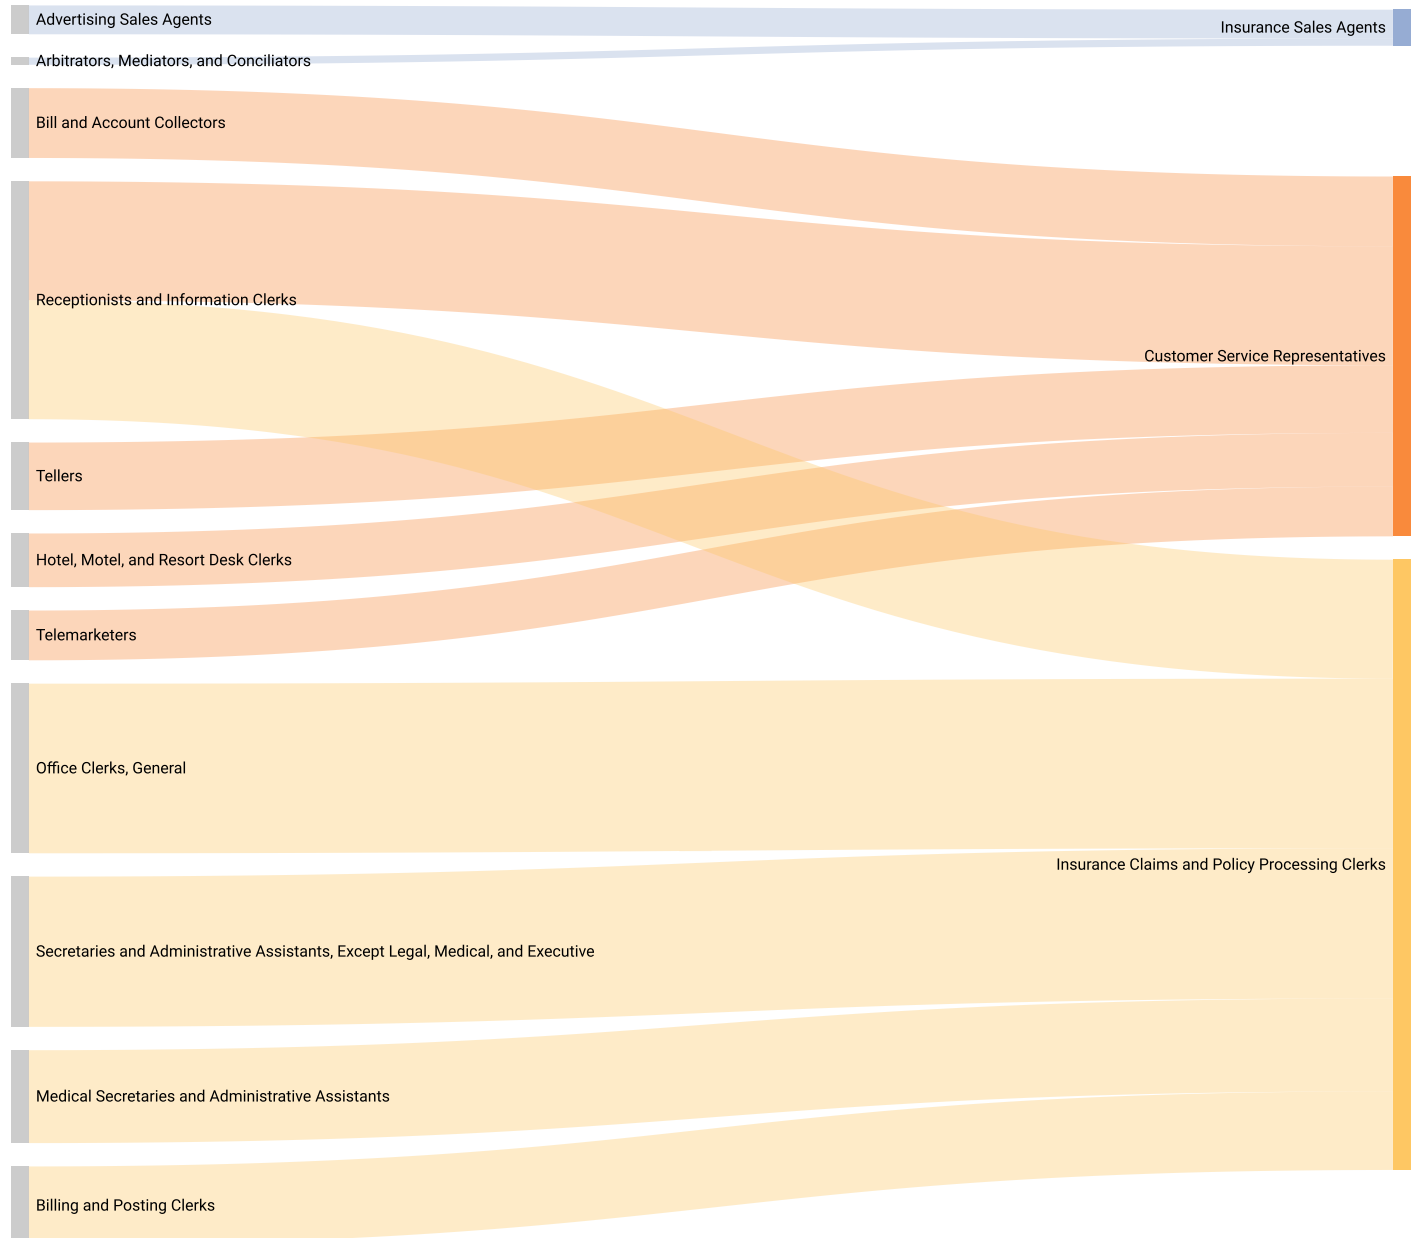 Advertising Sales Agents
Insurance Sales Agents
Arbitrators, Mediators, and Conciliators
Bill and Account Collectors
Receptionists and Information Clerks
Customer Service Representatives
Tellers
Hotel, Motel, and Resort Desk Clerks
Telemarketers
Office Clerks, General
Insurance Claims and Policy Processing Clerks
Secretaries and Administrative Assistants, Except Legal, Medical, and Executive
Medical Secretaries and Administrative Assistants
Billing and Posting Clerks